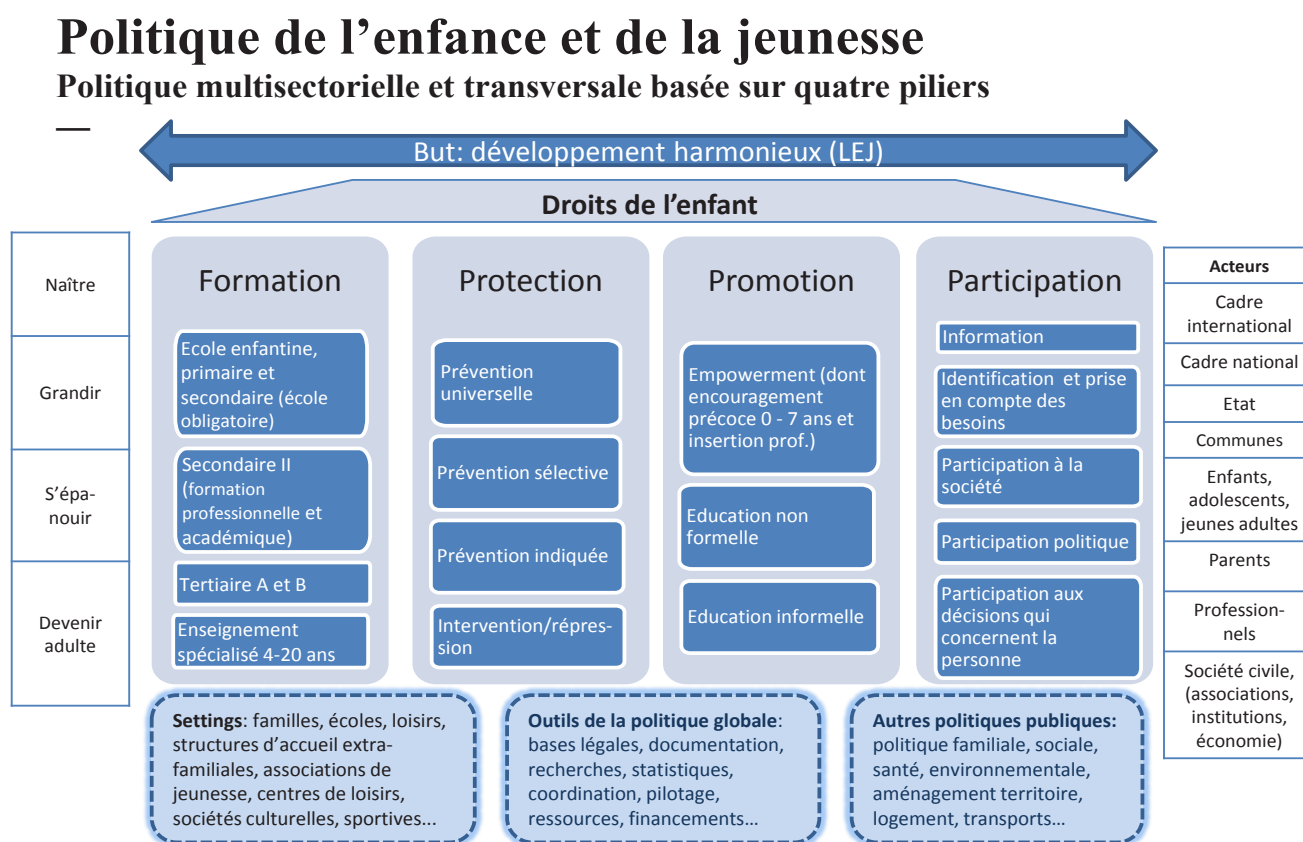 Politique de l’enfance et de la jeunesse
Politique multisectorielle et transversale basée sur quatre piliers
—
But: développement harmonieux (LEJ)
Droits de l’enfant
Naître
Grandir
S’épa-
nouir
Devenir
adulte
Formation
Ecole enfantine,
primaire et
secondaire (école
obligatoire)
Secondaire II
(formation
professionnelle et
académique)
Tertiaire A et B
Enseignement
spécialisé 4-20 ans
Protection
Prévention
universelle
Prévention sélective
Prévention indiquée
Intervention/répres-
sion
Promotion
Empowerment (dont
encouragement
précoce 0 - 7 ans et
insertion prof.)
Education non
formelle
Education informelle
Participation
Information
Identification et prise
en compte des
besoins
Participation à la
société
Participation politique
Participation aux
décisions qui
concernent la
personne
Acteurs
Cadre
international
Cadre national
Etat
Communes
Enfants,
adolescents,
jeunes adultes
Parents
Profession-
nels
Société civile,
(associations,
institutions,
économie)
Settings: familles, écoles, loisirs,
structures d’accueil extra-
familiales, associations de
jeunesse, centres de loisirs,
sociétés culturelles, sportives...
Outils de la politique globale:
bases légales, documentation,
recherches, statistiques,
coordination, pilotage,
ressources, financements…
Autres politiques publiques:
politique familiale, sociale,
santé, environnementale,
aménagement territoire,
logement, transports…